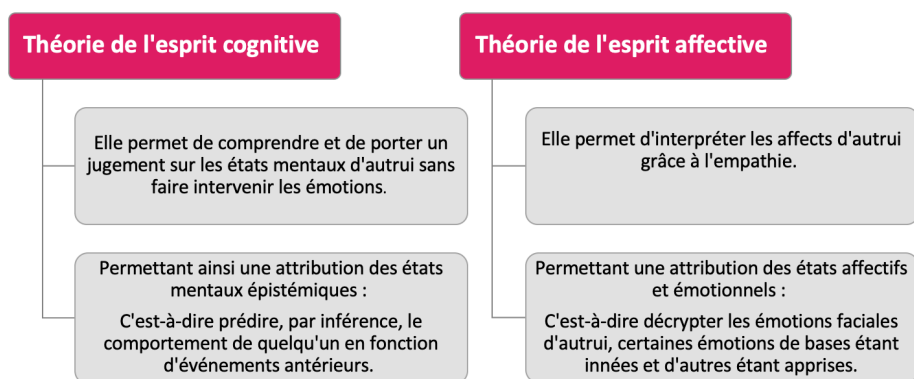 Théorie de l'esprit cognitive
Elle permet de comprendre et de porter un
jugement sur les états mentaux d'autrui sans
faire intervenir les émotions.
Permettant ainsi une attribution des états
mentaux épistémiques :
C'est-à-dire prédire, par inférence, le
comportement de quelqu'un en fonction
d'événements antérieurs.
Théorie de l'esprit affective
Elle permet d'interpréter les affects d'autrui
grâce à l'empathie.
Permettant une attribution des états affectifs
et émotionnels :
C'est-à-dire décrypter les émotions faciales
d'autrui, certaines émotions de bases étant
innées et d'autres étant apprises.